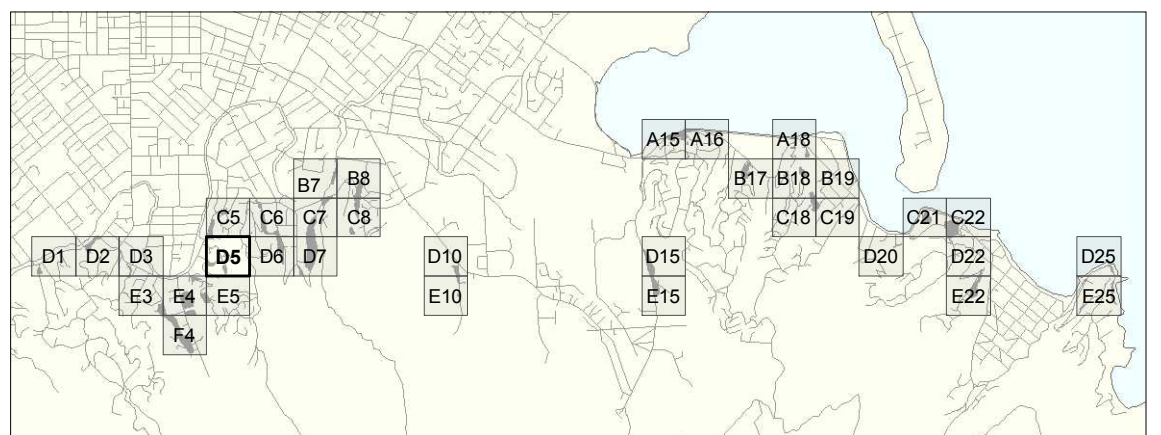 A15 A16 A18
B7 B8 B17 B18 B19
C5 C6 C7 C8 C18 C19 C21 C22
D1 D2 D3 D5 D6 D7 D10 D15 D20 D22 D25
E3 E4 E5 E10 E15 E22 E25
F4